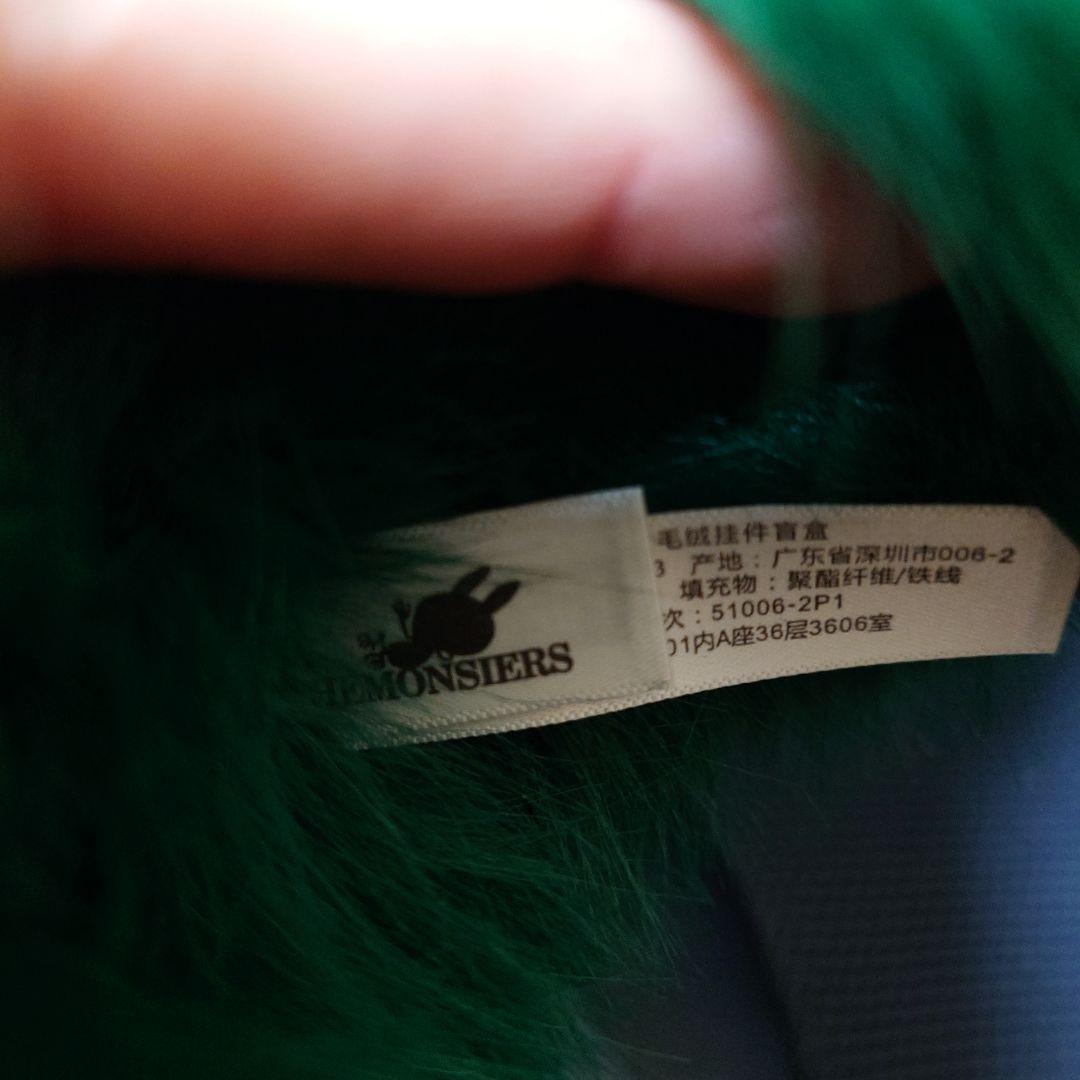 THEMONSTERS
毛绒挂件盲盒
3 产地：广东省深圳市006-2
填充物：聚酯纤维/铁线
次：51006-2P1
01内A座36层3606室